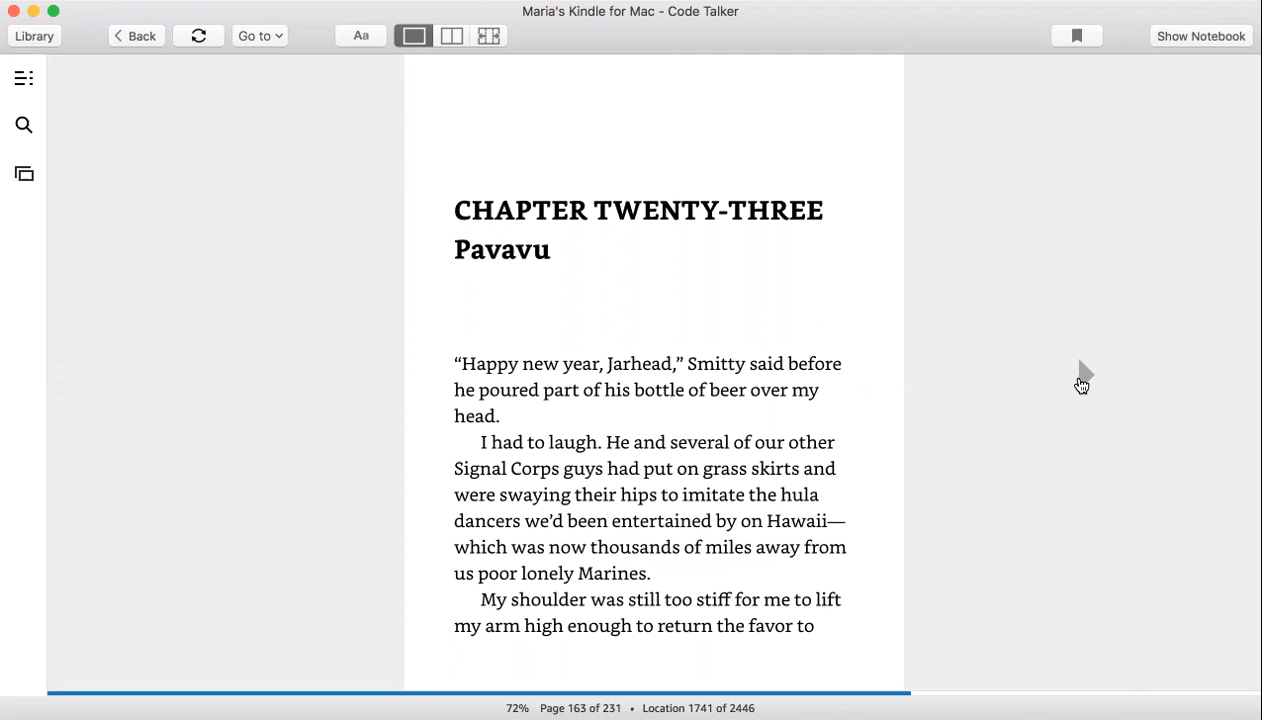 Maria's Kindle for Mac - Code Talker
Library
Back
Go to
Aa
Show Notebook
CHAPTER TWENTY-THREE
Pavavu
“Happy new year, Jarhead,” Smitty said before
he poured part of his bottle of beer over my
head.
I had to laugh. He and several of our other
Signal Corps guys had put on grass skirts and
were swaying their hips to imitate the hula
dancers we’d been entertained by on Hawaii—
which was now thousands of miles away from
us poor lonely Marines.
My shoulder was still too stiff for me to lift
my arm high enough to return the favor to
72% Page 163 of 231 • Location 1741 of 2446